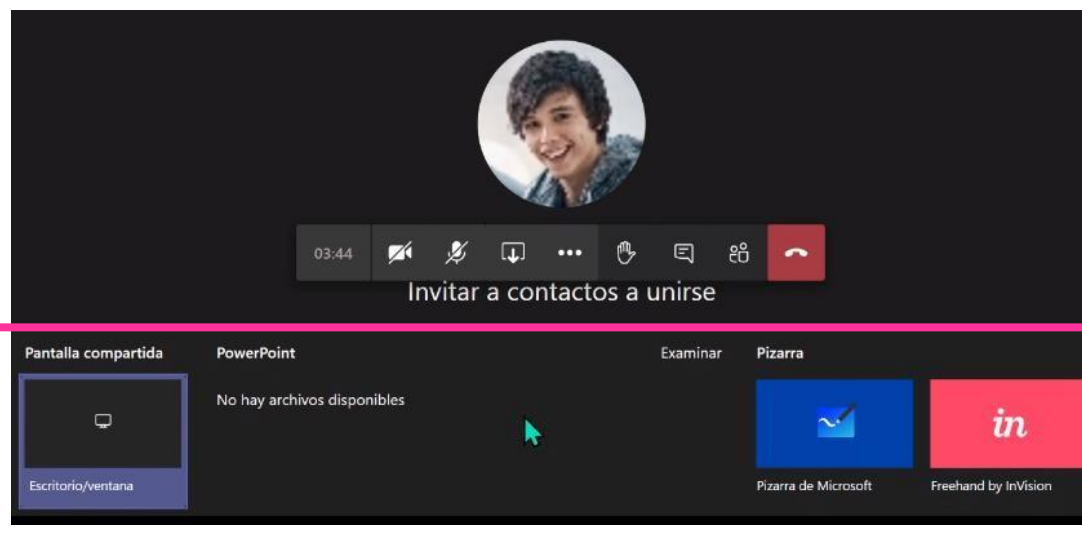 03:44
Invitar a contactos a unirse
Pantalla compartida
PowerPoint
Examinar
Pizarra
No hay archivos disponibles
in
Escritorio/ventana
Pizarra de Microsoft
Freehand by InVision